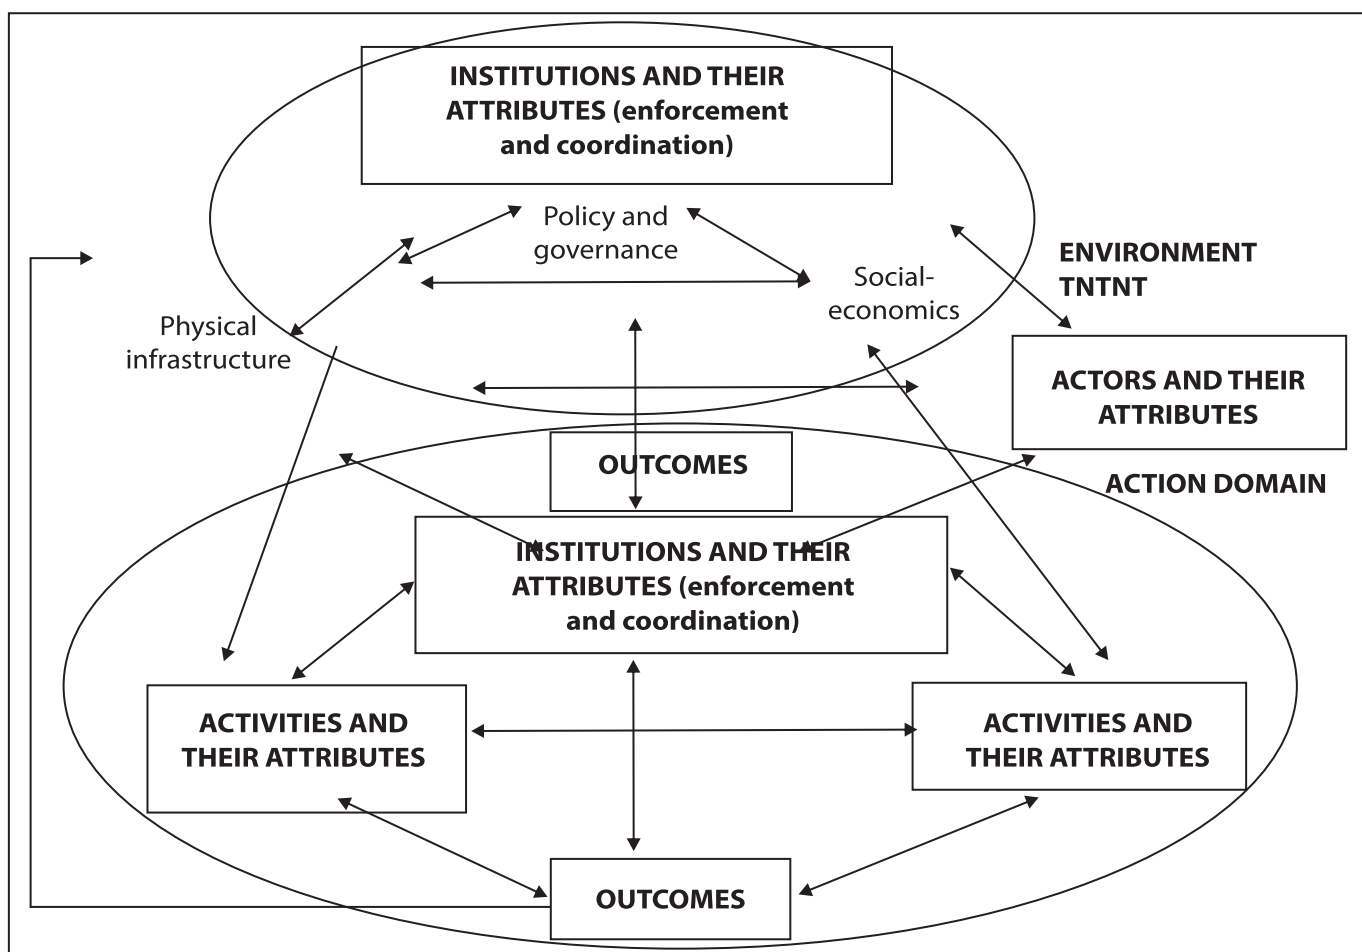 INSTITUTIONS AND THEIR
ATTRIBUTES (enforcement
and coordination)
Policy and
governance
Social-
economics
ENVIRONMENT
TNTNT
Physical
infrastructure
ACTORS AND THEIR
ATTRIBUTES
OUTCOMES
ACTION DOMAIN
INSTITUTIONS AND THEIR
ATTRIBUTES (enforcement
and coordination)
ACTIVITIES AND
THEIR ATTRIBUTES
ACTIVITIES AND
THEIR ATTRIBUTES
OUTCOMES